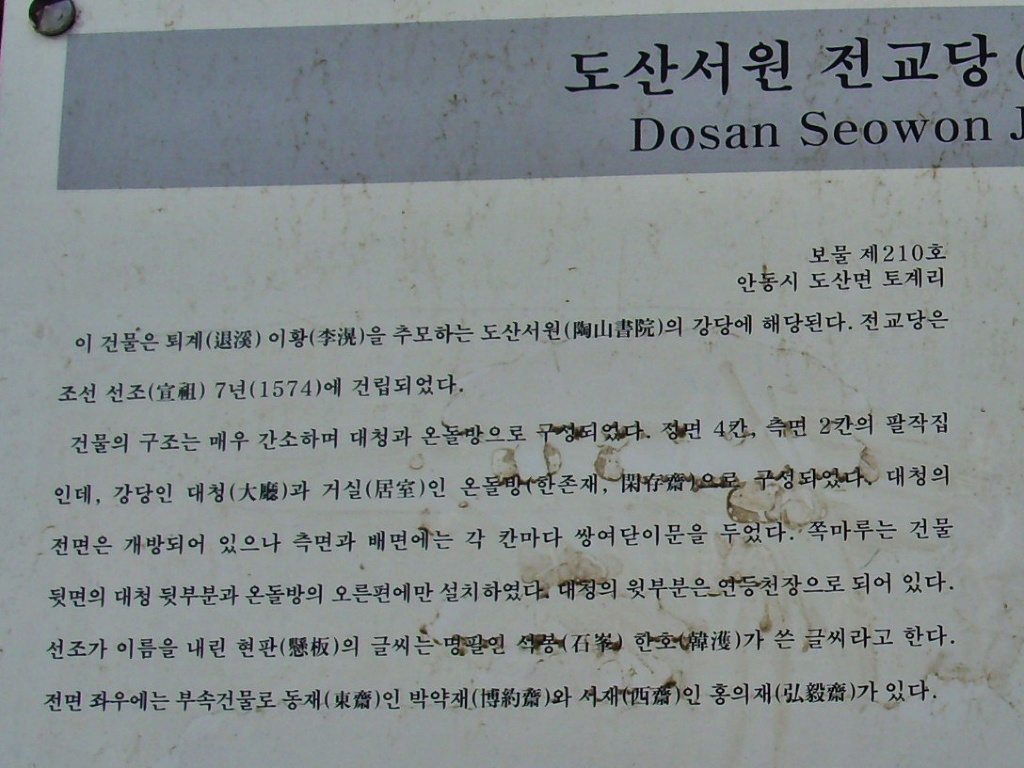 도산서원 전교당(
Dosan Seowon J
보물 제210호
안동시 도산면 토계리
이 건물은 퇴계(退溪) 이황(李滉)을 추모하는 도산서원(陶山書院)의 강당에 해당된다. 전교당은
조선 선조(宣祖) 7년(1574)에 건립되었다.
건물의 구조는 매우 간소하며 대청과 온돌방으로 구성되었다. 정면 4칸, 측면 2칸의 팔작집
인데, 강당인 대청(大廳)과 거실(居室)인 온돌방(한존재, 閑存齋)으로 구성되었다. 대청의
전면은 개방되어 있으나 측면과 배면에는 각 칸마다 쌍여닫이문을 두었다. 쪽마루는 건물
뒷면의 대청 뒷부분과 온돌방의 오른편에만 설치하였다. 대청의 윗부분은 연등천장으로 되어 있다.
선조가 이름을 내린 현판(懸板)의 글씨는 명필인 석봉(石峯) 한호(韓濩)가 쓴 글씨라고 한다.
전면 좌우에는 부속건물로 동재(東齋)인 박약재(博約齋)와 서재(西齋)인 홍의재(弘毅齋)가 있다.